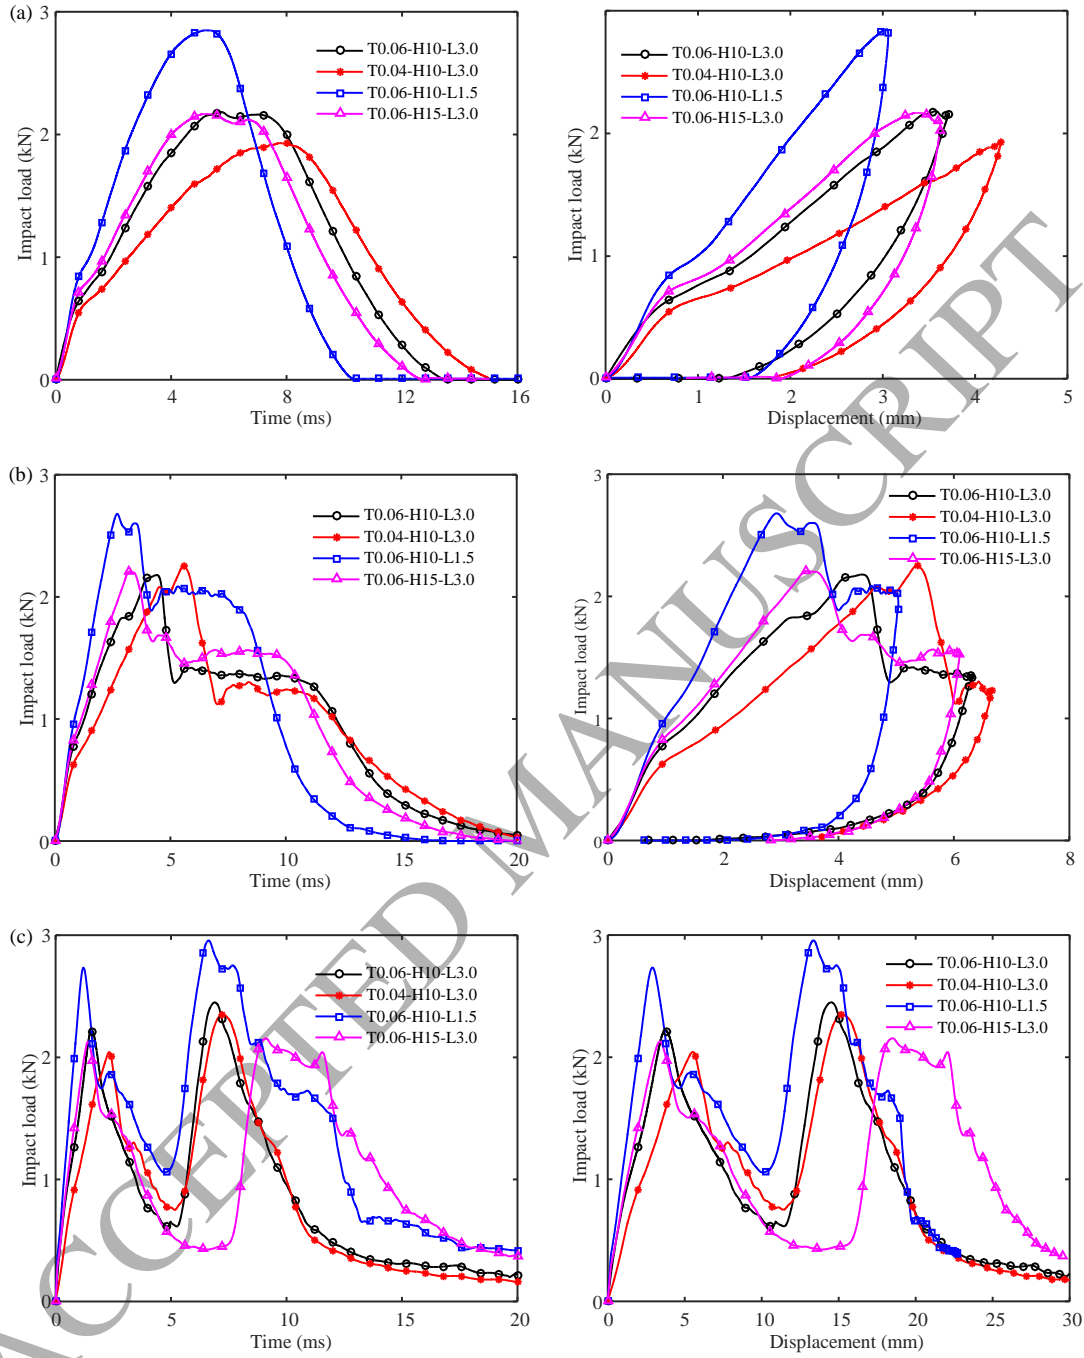 (a)
3
2
1
0
Impact load (kN)
T0.06-H10-L3.0
T0.04-H10-L3.0
T0.06-H10-L1.5
T0.06-H15-L3.0
0 4 8 12 16
Time (ms)
3
2
1
0
Impact load (kN)
T0.06-H10-L3.0
T0.04-H10-L3.0
T0.06-H10-L1.5
T0.06-H15-L3.0
0 1 2 3 4 5
Displacement (mm)
(b)
3
2
1
0
Impact load (kN)
T0.06-H10-L3.0
T0.04-H10-L3.0
T0.06-H10-L1.5
T0.06-H15-L3.0
0 5 10 15 20
Time (ms)
3
2
1
0
Impact load (kN)
T0.06-H10-L3.0
T0.04-H10-L3.0
T0.06-H10-L1.5
T0.06-H15-L3.0
0 2 4 6 8
Displacement (mm)
(c)
3
2
1
0
Impact load (kN)
T0.06-H10-L3.0
T0.04-H10-L3.0
T0.06-H10-L1.5
T0.06-H15-L3.0
0 5 10 15 20
Time (ms)
3
2
1
0
Impact load (kN)
T0.06-H10-L3.0
T0.04-H10-L3.0
T0.06-H10-L1.5
T0.06-H15-L3.0
0 5 10 15 20 25 30
Displacement (mm)
ACCEPTED MANUSCRIPT